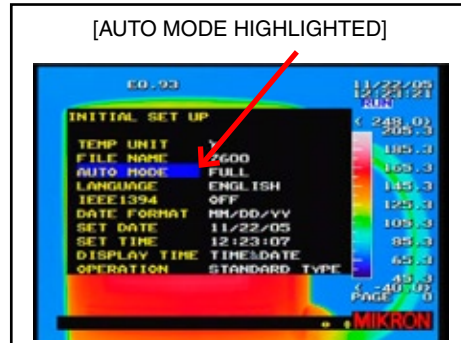 [AUTO MODE HIGHLIGHTED]
E0.93
11/22/05
12:23:21
RUN
INITIAL SET UP
( 248.0)
205.3
TEMP UNIT
185.3
FILE NAME 7600
165.3
AUTO MODE FULL
LANGUAGE ENGLISH
145.3
IEEE1394 OFF
125.3
DATE FORMAT MM/DD/YY
SET DATE 11/22/05
105.3
SET TIME 12:23:07
85.3
DISPLAY TIME TIME&DATE
65.3
OPERATION STANDARD TYPE
45.3
( -40.0)
PAGE 0
MIKRON